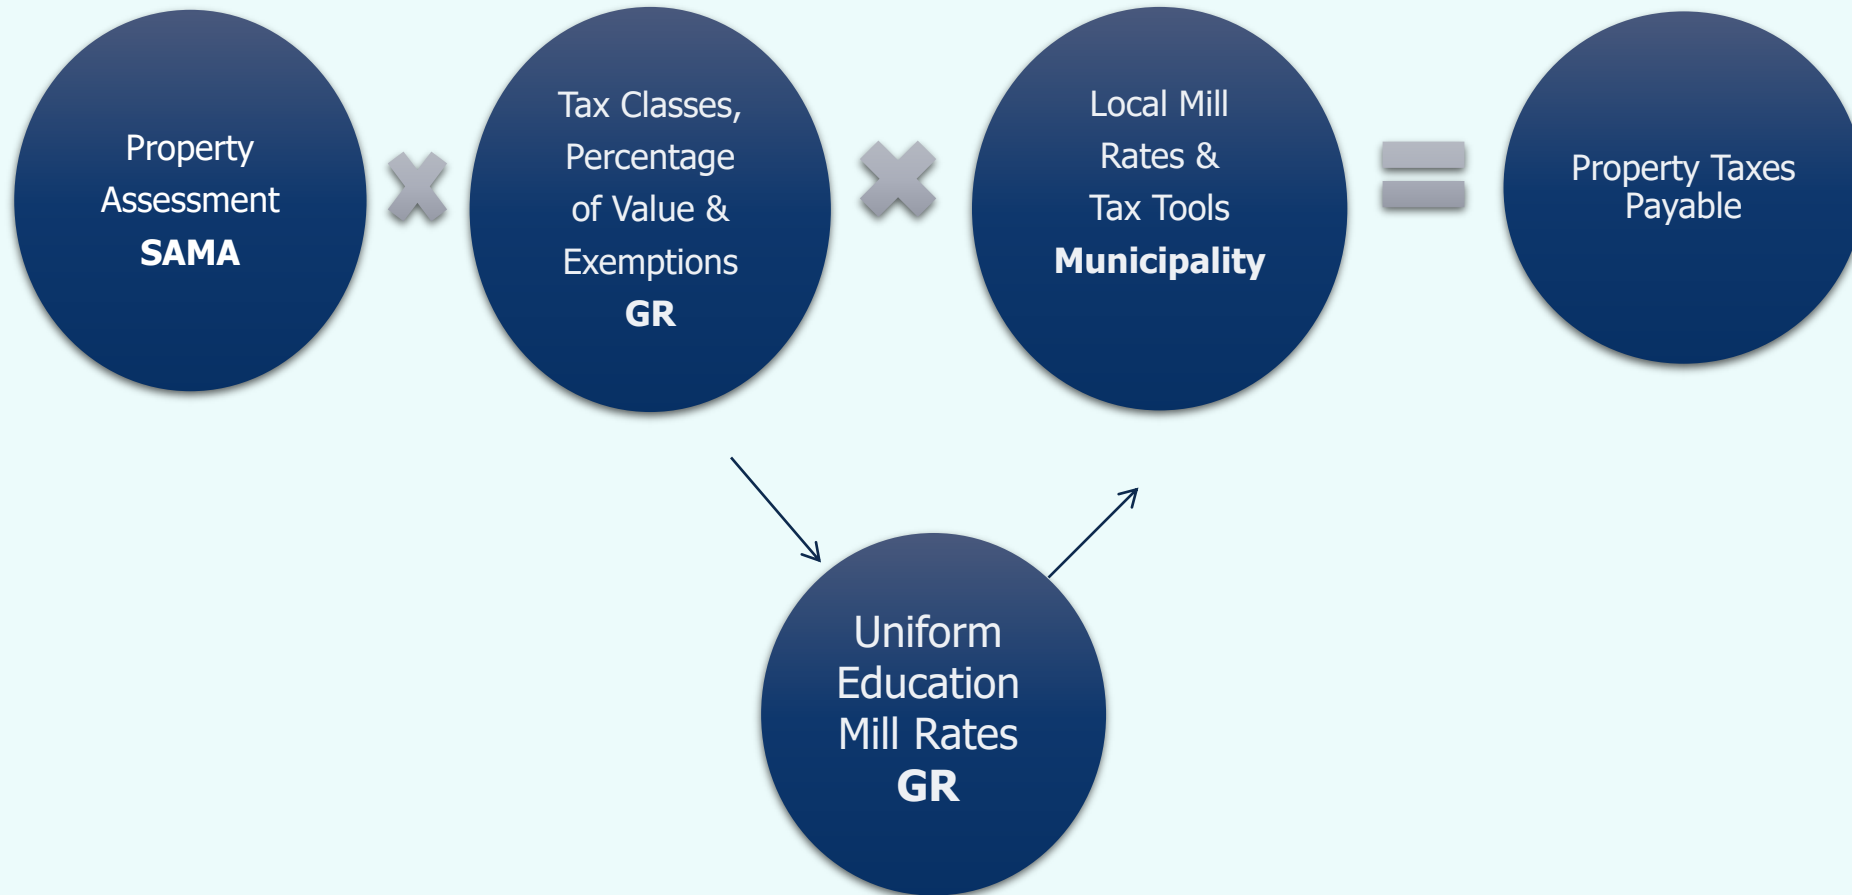 Property
Assessment
SAMA
Tax Classes,
Percentage
of Value &
Exemptions
GR
Local Mill
Rates &
Tax Tools
Municipality
Property Taxes
Payable
Uniform
Education
Mill Rates
GR